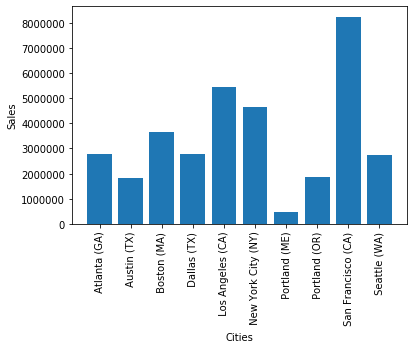 8000000
7000000
6000000
5000000
4000000
3000000
2000000
1000000
0
Sales
Atlanta (GA)
Austin (TX)
Boston (MA)
Dallas (TX)
Los Angeles (CA)
New York City (NY)
Portland (ME)
Portland (OR)
San Francisco (CA)
Seattle (WA)
Cities